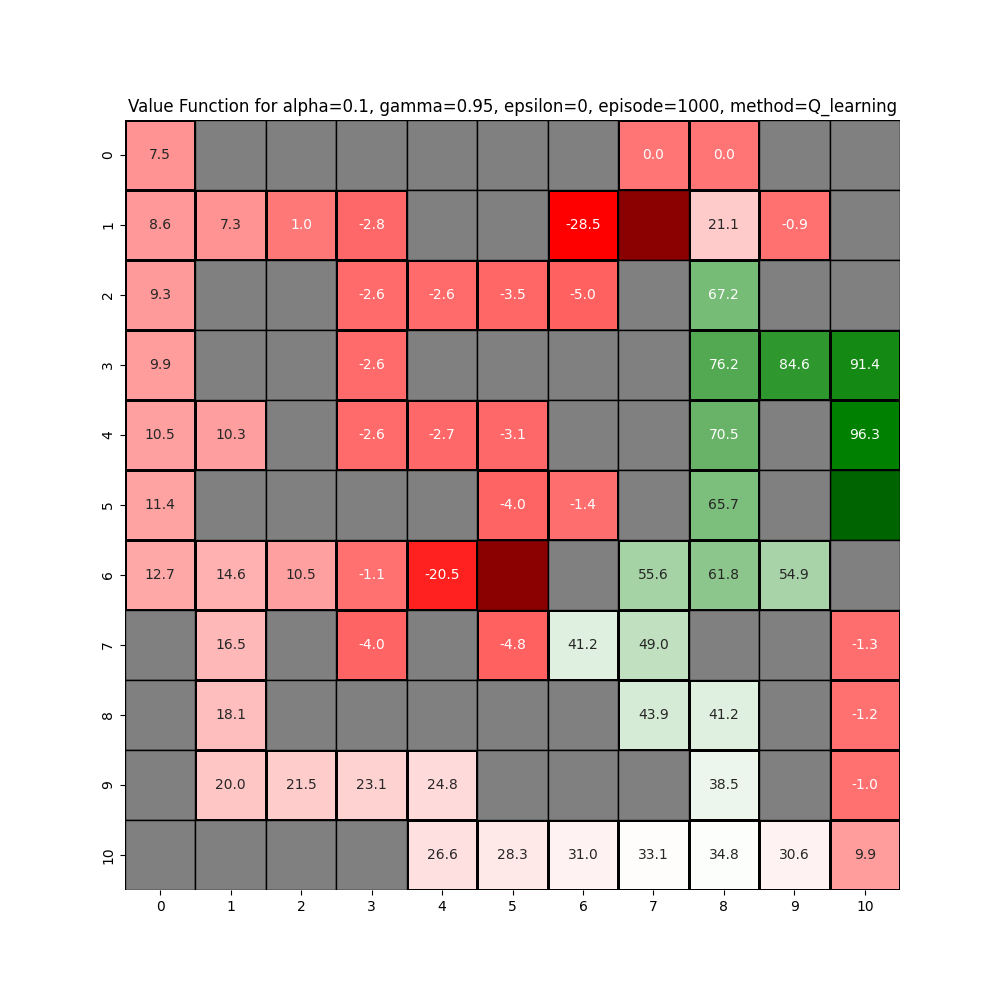 Value Function for alpha=0.1, gamma=0.95, epsilon=0, episode=1000, method=Q_learning
0 7.5 0.0 0.0
1 8.6 7.3 1.0 -2.8 -28.5 21.1 -0.9
2 9.3 -2.6 -2.6 -3.5 -5.0 67.2
3 9.9 -2.6 76.2 84.6 91.4
4 10.5 10.3 -2.6 -2.7 -3.1 70.5 96.3
5 11.4 -4.0 -1.4 65.7
6 12.7 14.6 10.5 -1.1 -20.5 55.6 61.8 54.9
7 16.5 -4.0 -4.8 41.2 49.0 -1.3
8 18.1 43.9 41.2 -1.2
9 20.0 21.5 23.1 24.8 38.5 -1.0
10 26.6 28.3 31.0 33.1 34.8 30.6 9.9
0 1 2 3 4 5 6 7 8 9 10